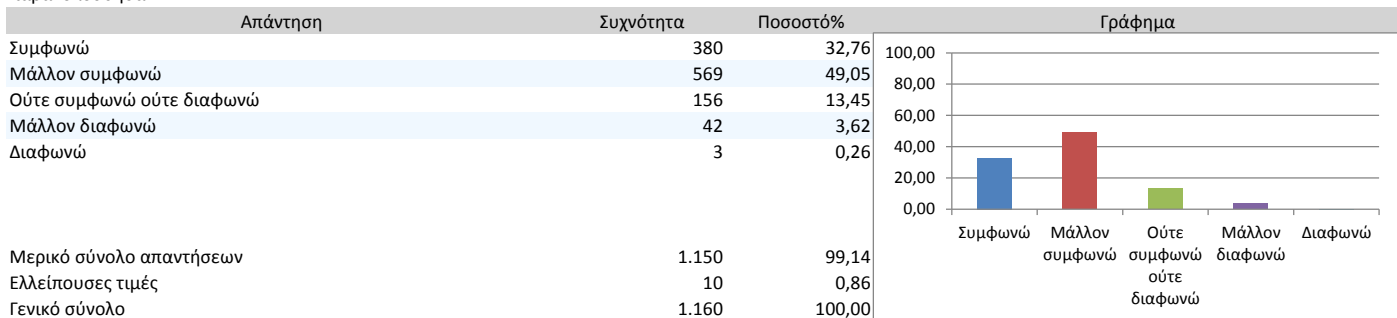 Απάντηση Συχνότητα Ποσοστό% Γράφημα
Συμφωνώ 380 32,76
Μάλλον συμφωνώ 569 49,05
Ούτε συμφωνώ ούτε διαφωνώ 156 13,45
Μάλλον διαφωνώ 42 3,62
Διαφωνώ 3 0,26
Μερικό σύνολο απαντήσεων 1.150 99,14
Ελλείπουσες τιμές 10 0,86
Γενικό σύνολο 1.160 100,00
100,00
80,00
60,00
40,00
20,00
0,00
Συμφωνώ Μάλλον Ούτε Μάλλον Διαφωνώ
συμφωνώ συμφωνώ διαφωνώ
ούτε
διαφωνώ